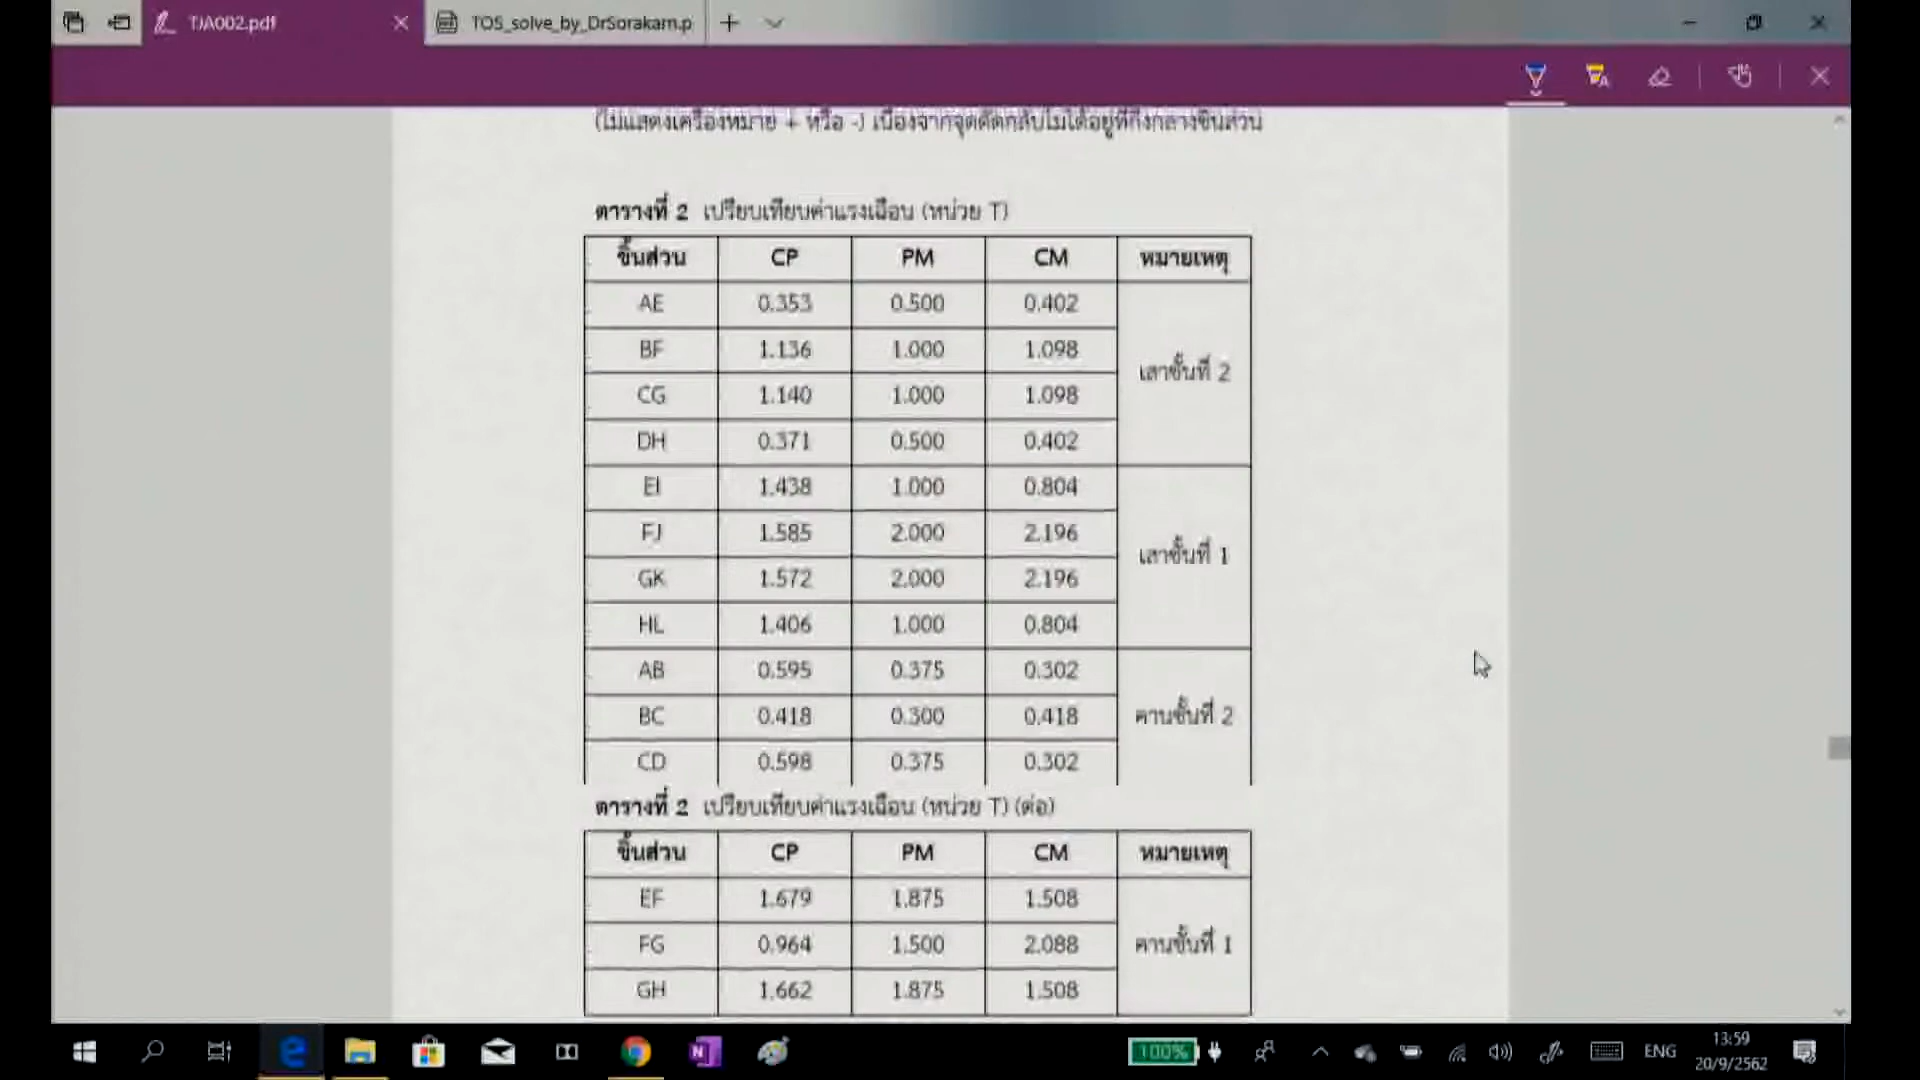 TJA002.pdf
TOS_solve_by_DrSorakarn.p
(ไม่แสดงเครื่องหมาย + หรือ -) เนื่องจากจุดดัดกลับไม่ได้อยู่ที่กึ่งกลางชิ้นส่วน
ตารางที่ 2 เปรียบเทียบค่าแรงเฉือน (หน่วย T)
ชิ้นส่วน CP PM CM หมายเหตุ
AE 0.353 0.500 0.402
BF 1.136 1.000 1.098
เสาชั้นที่ 2
CG 1.140 1.000 1.098
DH 0.371 0.500 0.402
EI 1.438 1.000 0.804
FJ 1.585 2.000 2.196
เสาชั้นที่ 1
GK 1.572 2.000 2.196
HL 1.406 1.000 0.804
AB 0.595 0.375 0.302
BC 0.418 0.300 0.418 คานชั้นที่ 2
CD 0.598 0.375 0.302
ตารางที่ 2 เปรียบเทียบค่าแรงเฉือน (หน่วย T) (ต่อ)
ชิ้นส่วน CP PM CM หมายเหตุ
EF 1.679 1.875 1.508
FG 0.964 1.500 2.088 คานชั้นที่ 1
GH 1.662 1.875 1.508
100%
ENG
13:59
20/9/2562